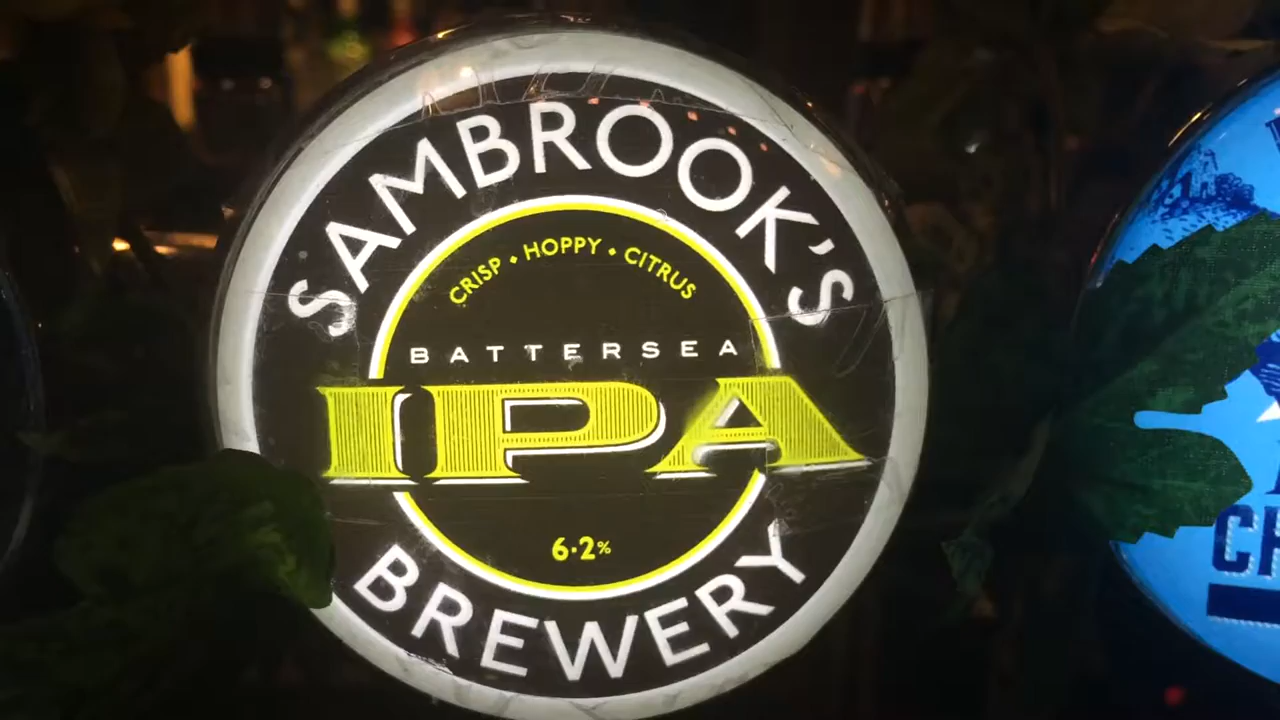 SAMBROOK'S
CRISP • HOPPY • CITRUS
BATTERSEA
IPA
6·2%
BREWERY